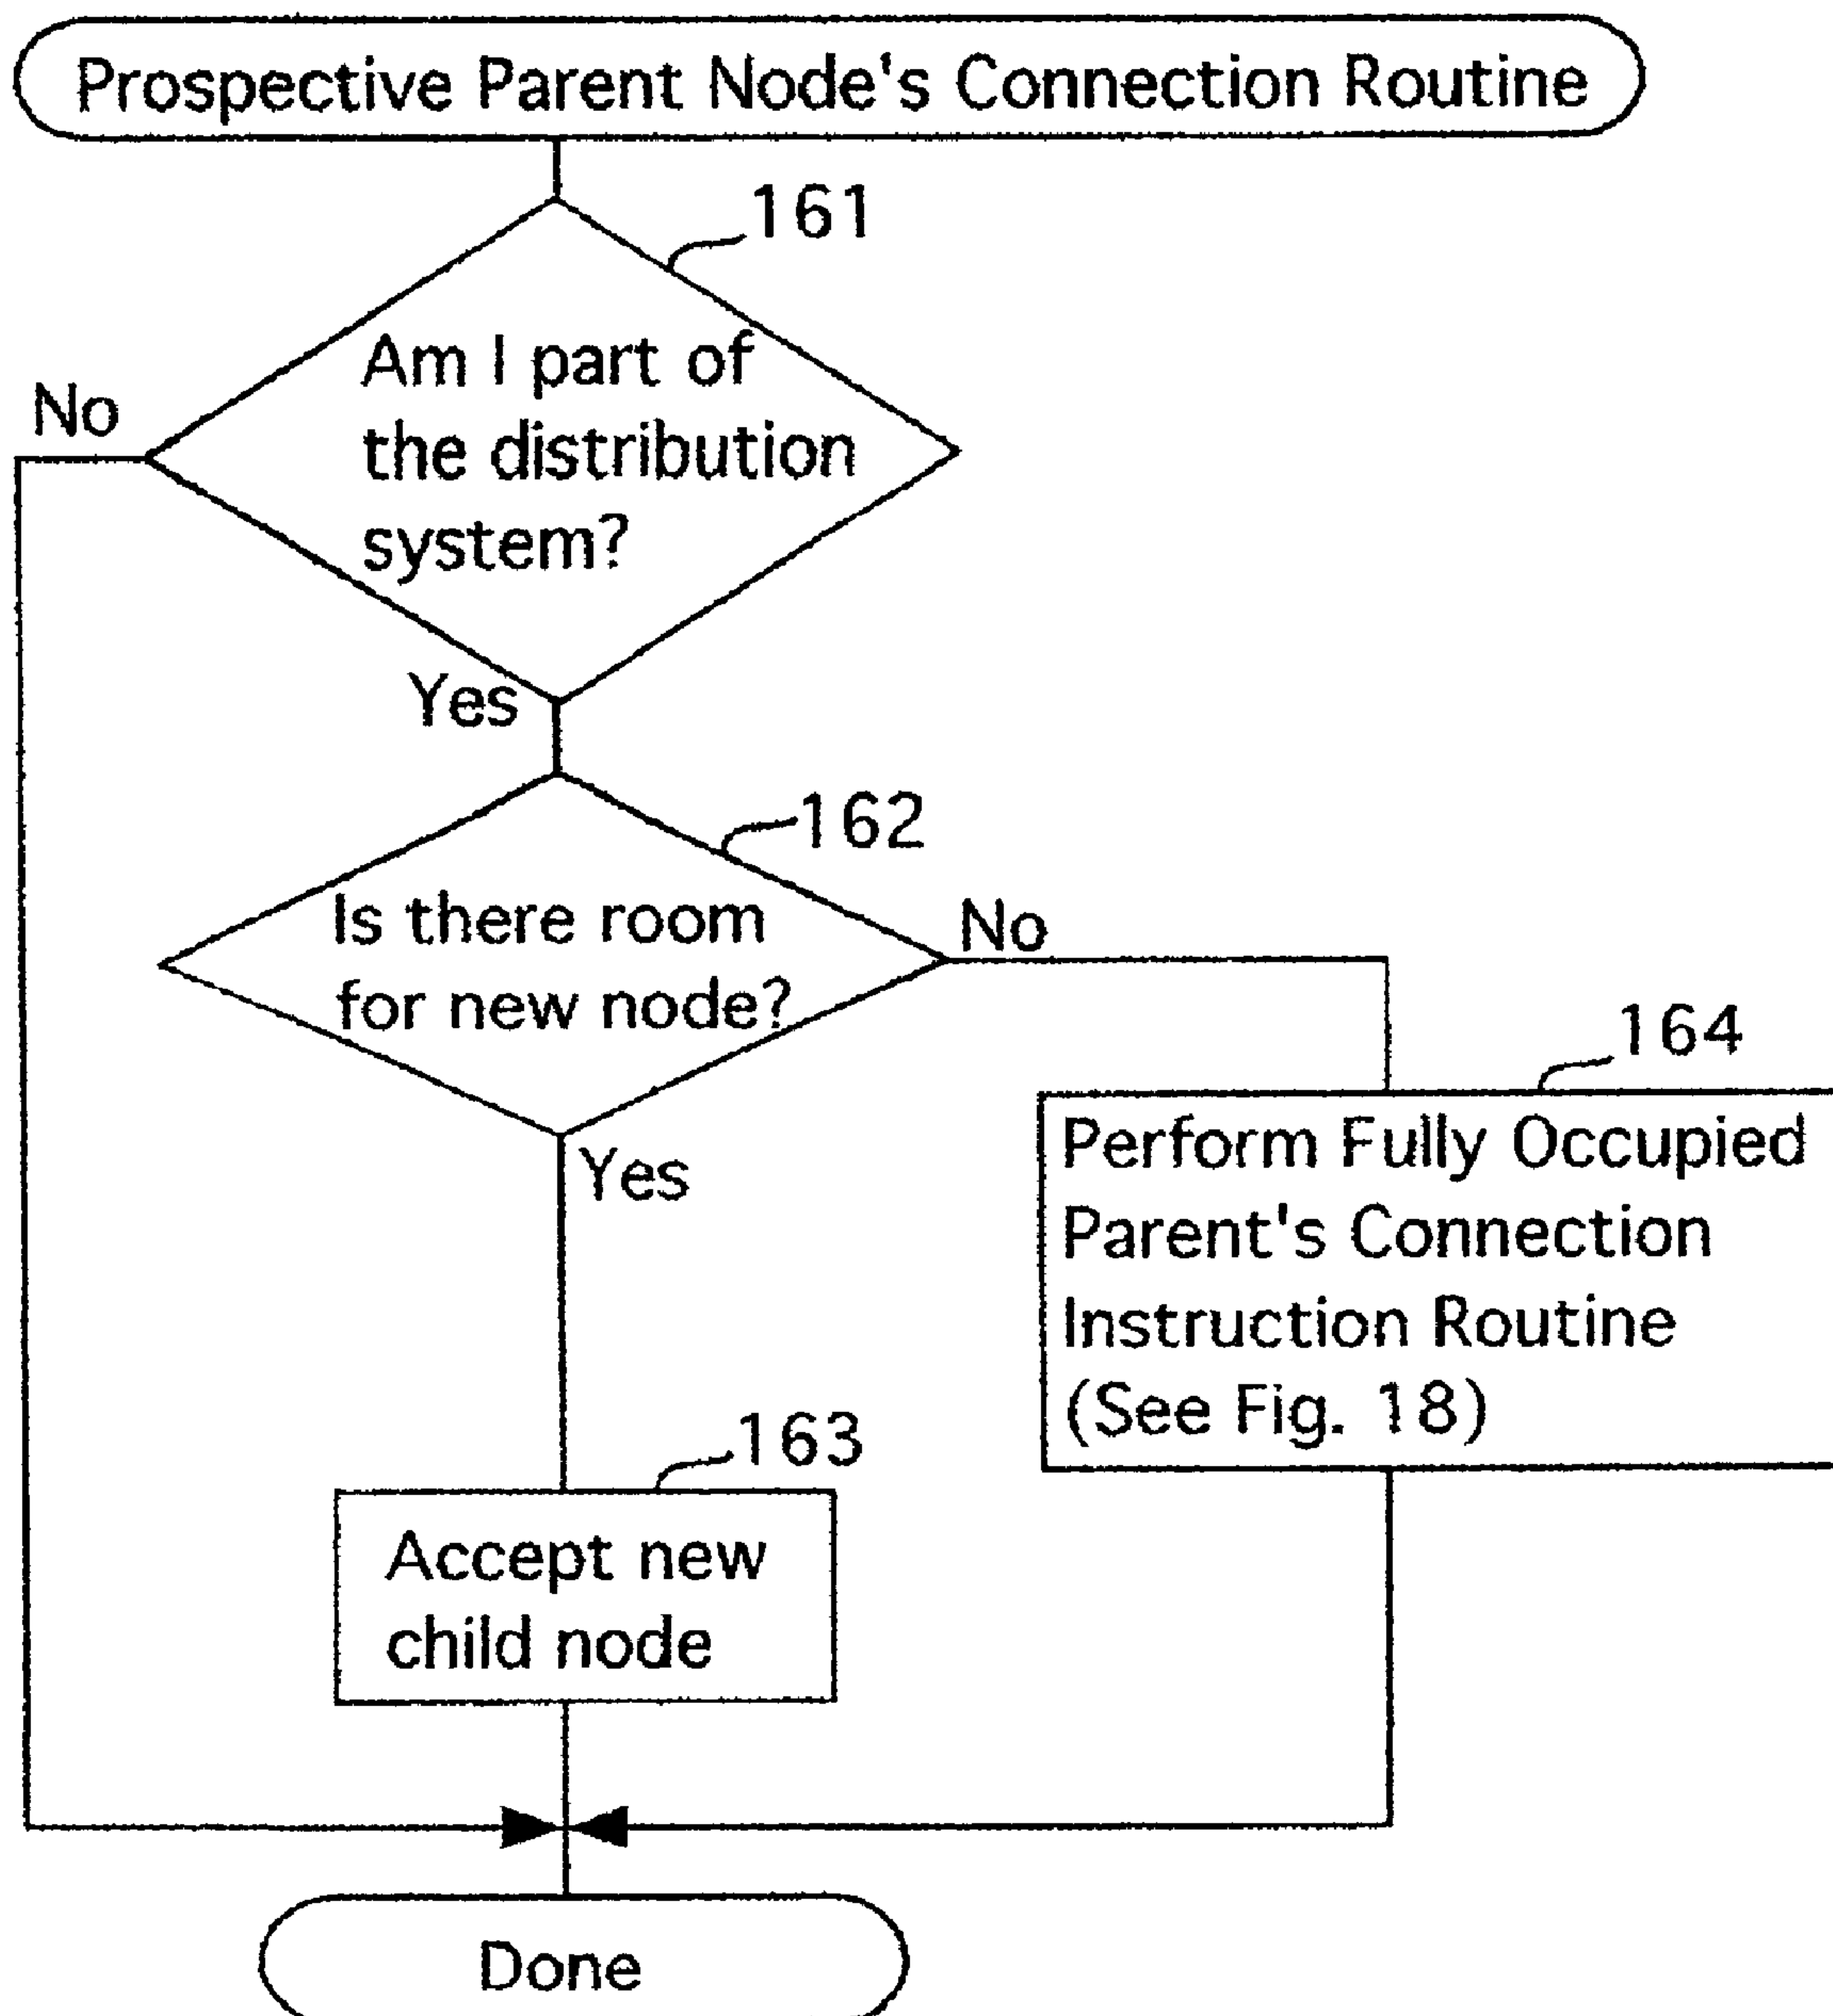 Prospective Parent Node's Connection Routine
161
Am I part of
the distribution
system?
No
Yes
162
Is there room
for new node?
No
Yes
164
Perform Fully Occupied
Parent's Connection
Instruction Routine
(See Fig. 18)
163
Accept new
child node
Done